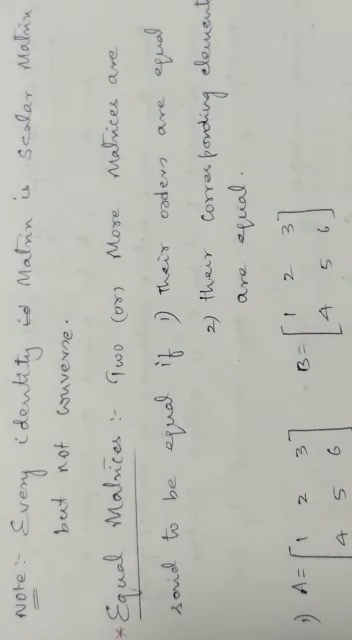 Note:- Every identity id Matrix is Scalar Matrix
but not converse.
* Equal Matrices :- Two (or) More Matrices are
said to be equal if 1) their orders are equal
2) their corresponding element
are equal.
1) A = [1 2 3 B = [1 2 3]
4 5 6 4 5 6]